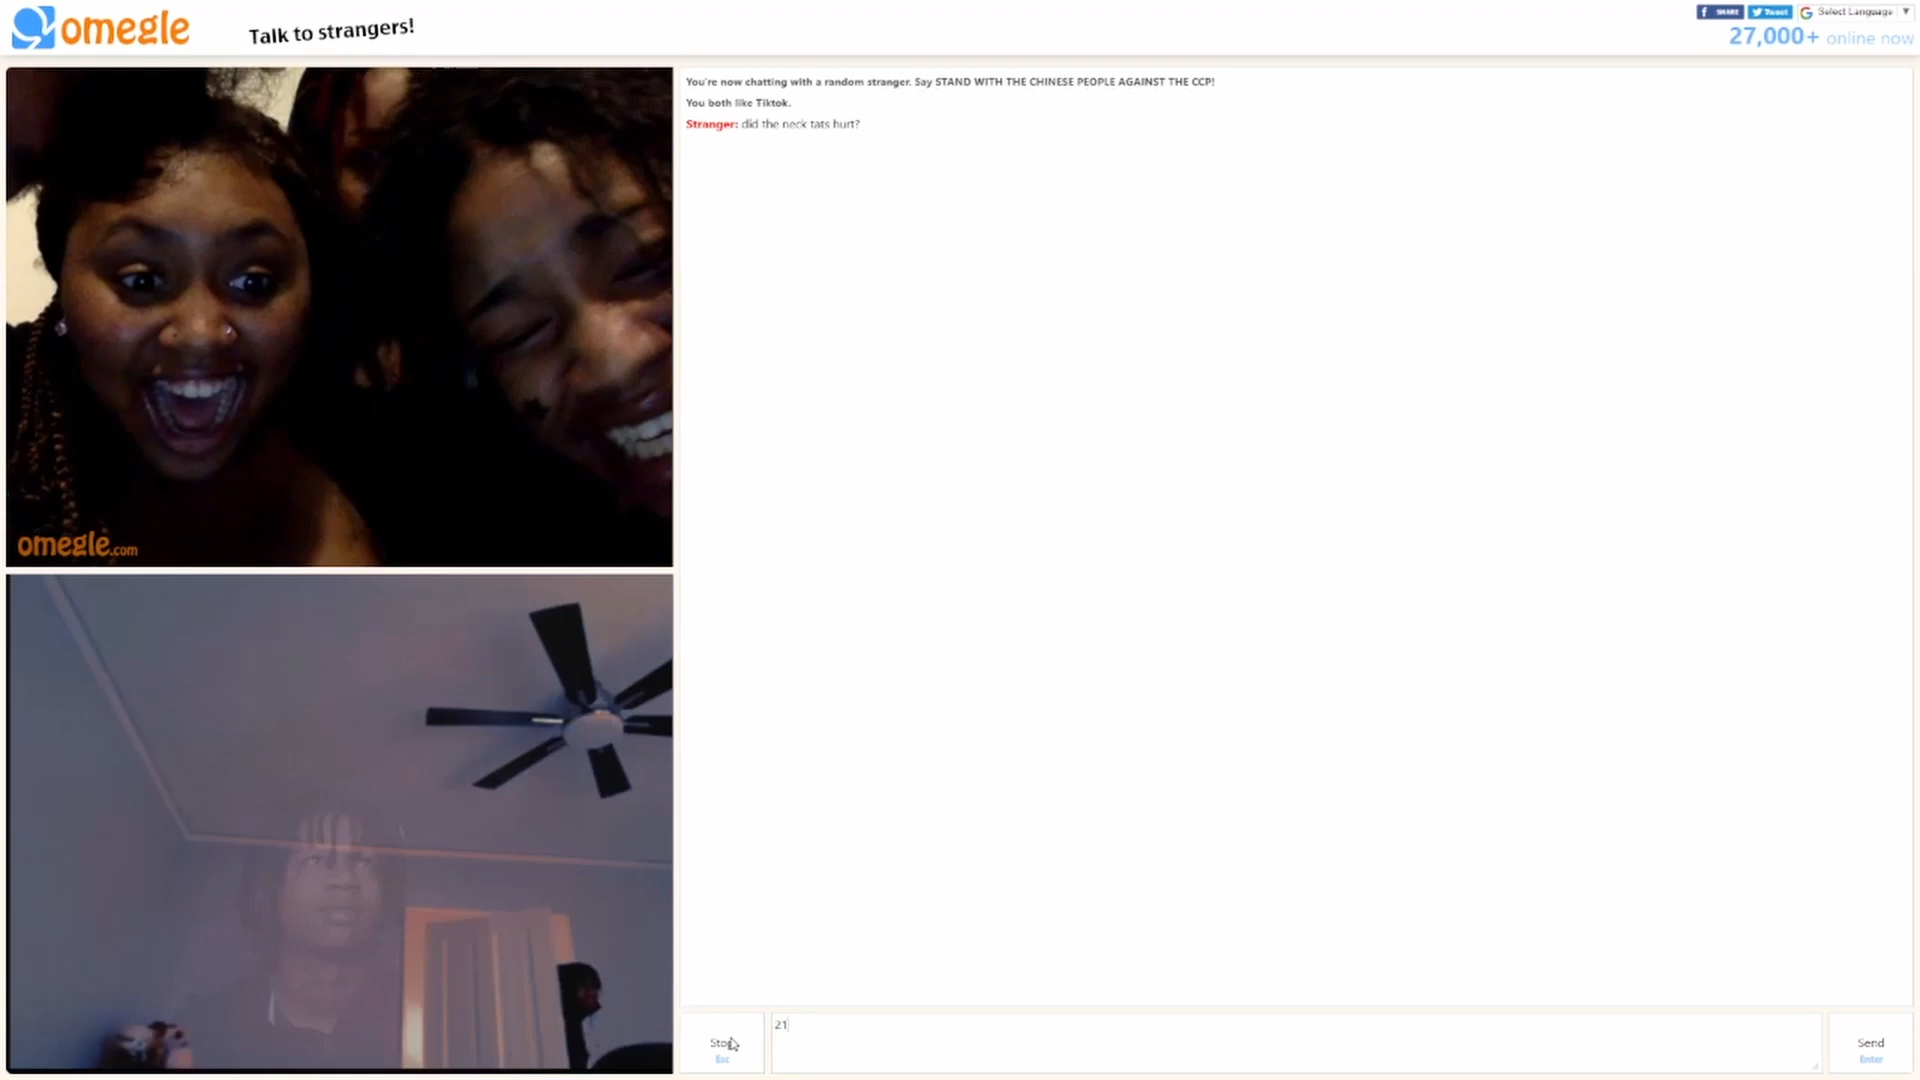 omegle
Talk to strangers!
SHARE
Tweet
Select Language
27,000+ online now
You're now chatting with a random stranger. Say STAND WITH THE CHINESE PEOPLE AGAINST THE CCP!
You both like Tiktok.
Stranger: did the neck tats hurt?
omegle.com
Stop
Esc
21
Send
Enter